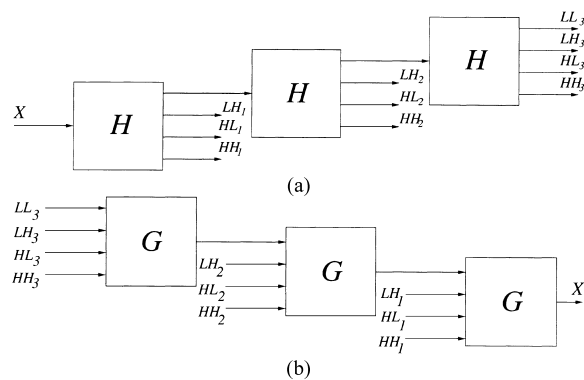 X
H
LH₁
HL₁
HH₁
H
LH₂
HL₂
HH₂
H
LL₃
LH₃
HL₃
HH₃
(a)
LL₃
LH₃
HL₃
HH₃
G
LH₂
HL₂
HH₂
G
LH₁
HL₁
HH₁
G
X
(b)